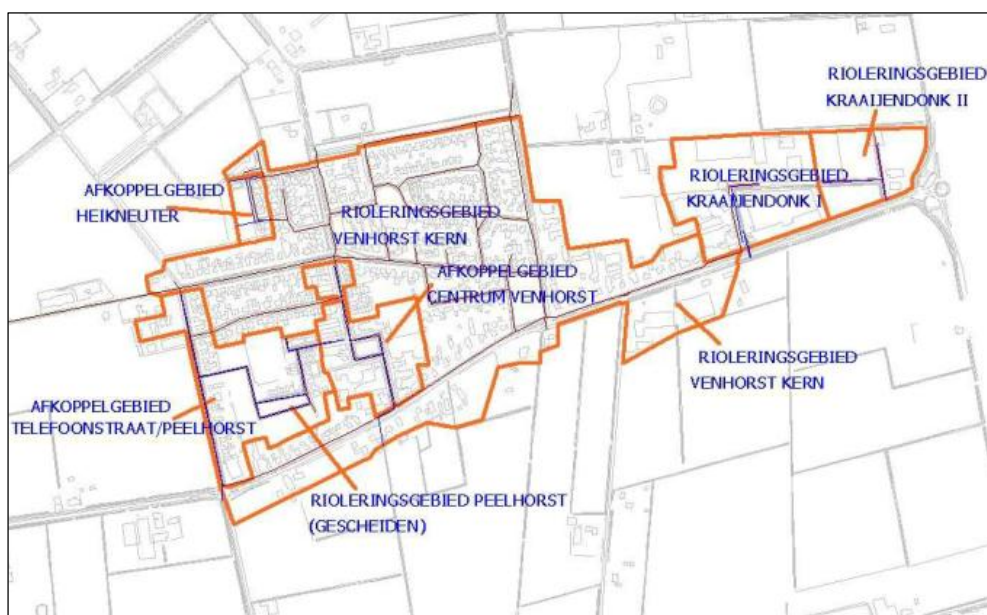 RIOLERINGSGEBIED
KRAAIJENDONK II
AFKOPPELGEBIED
HEIKNEUTER
RIOLERINGSGEBIED
KRAAIJENDONK I
RIOLERINGSGEBIED
VENHORST KERN
AFKOPPELGEBIED
CENTRUM VENHORST
RIOLERINGSGEBIED
VENHORST KERN
AFKOPPELGEBIED
TELEFOONSTRAAT/PEELHORST
RIOLERINGSGEBIED PEELHORST
(GESCHEIDEN)